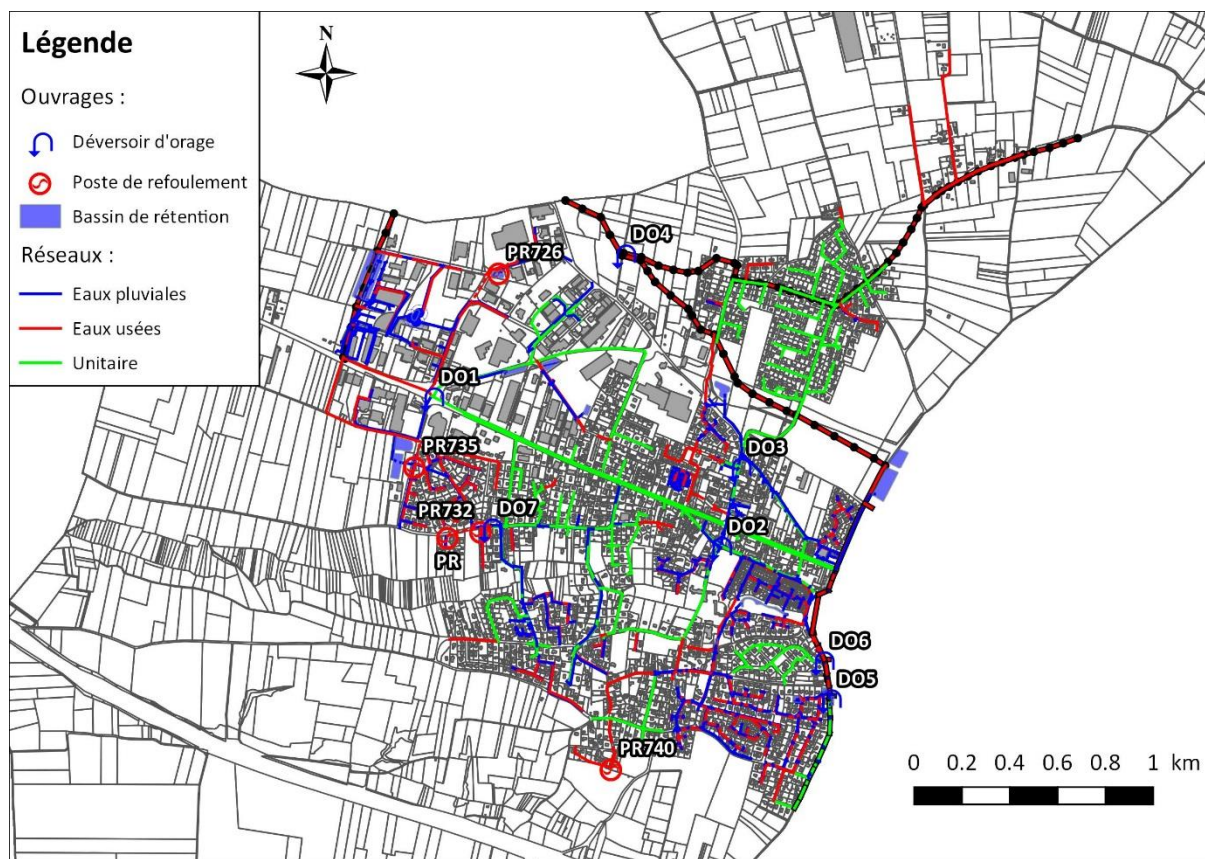 Légende
N
Ouvrages :
Déversoir d'orage
Poste de refoulement
Bassin de rétention
Réseaux :
Eaux pluviales
Eaux usées
Unitaire
DO4
PR726
DO1
PR735
DO3
PR732
DO7
DO2
PR
DO6
DO5
PR740
0 0.2 0.4 0.6 0.8 1 km